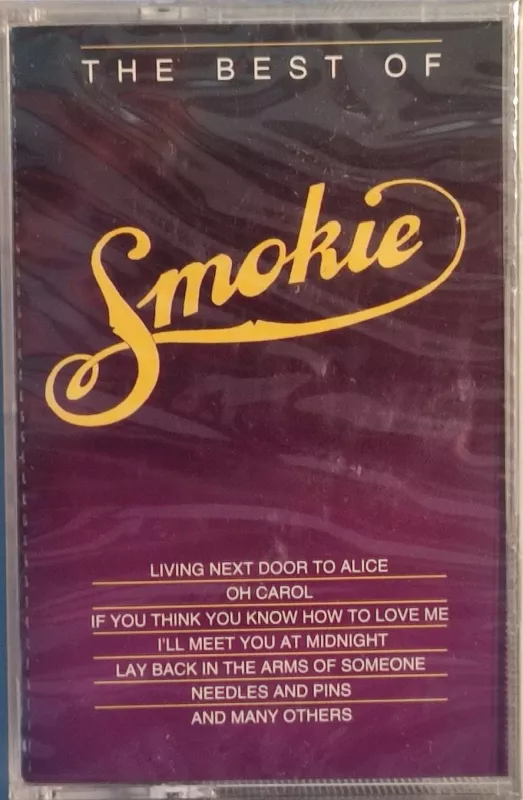 THE BEST OF
Smokie
LIVING NEXT DOOR TO ALICE
OH CAROL
IF YOU THINK YOU KNOW HOW TO LOVE ME
I'LL MEET YOU AT MIDNIGHT
LAY BACK IN THE ARMS OF SOMEONE
NEEDLES AND PINS
AND MANY OTHERS